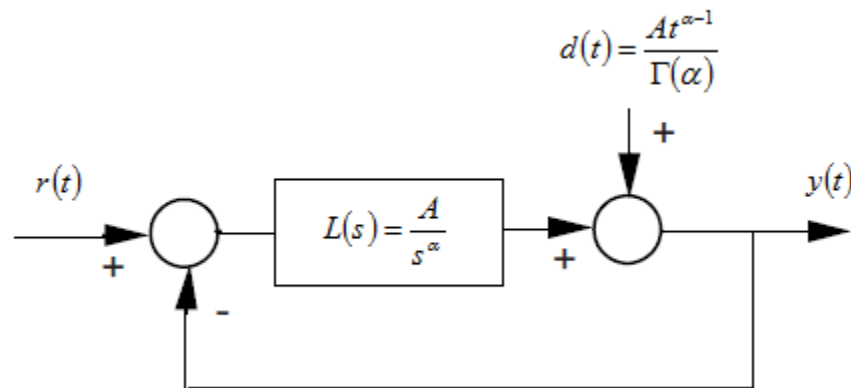 d(t) = At^{α-1} / Γ(α)
+
r(t)
y(t)
L(s) = A / s^α
+
+
-